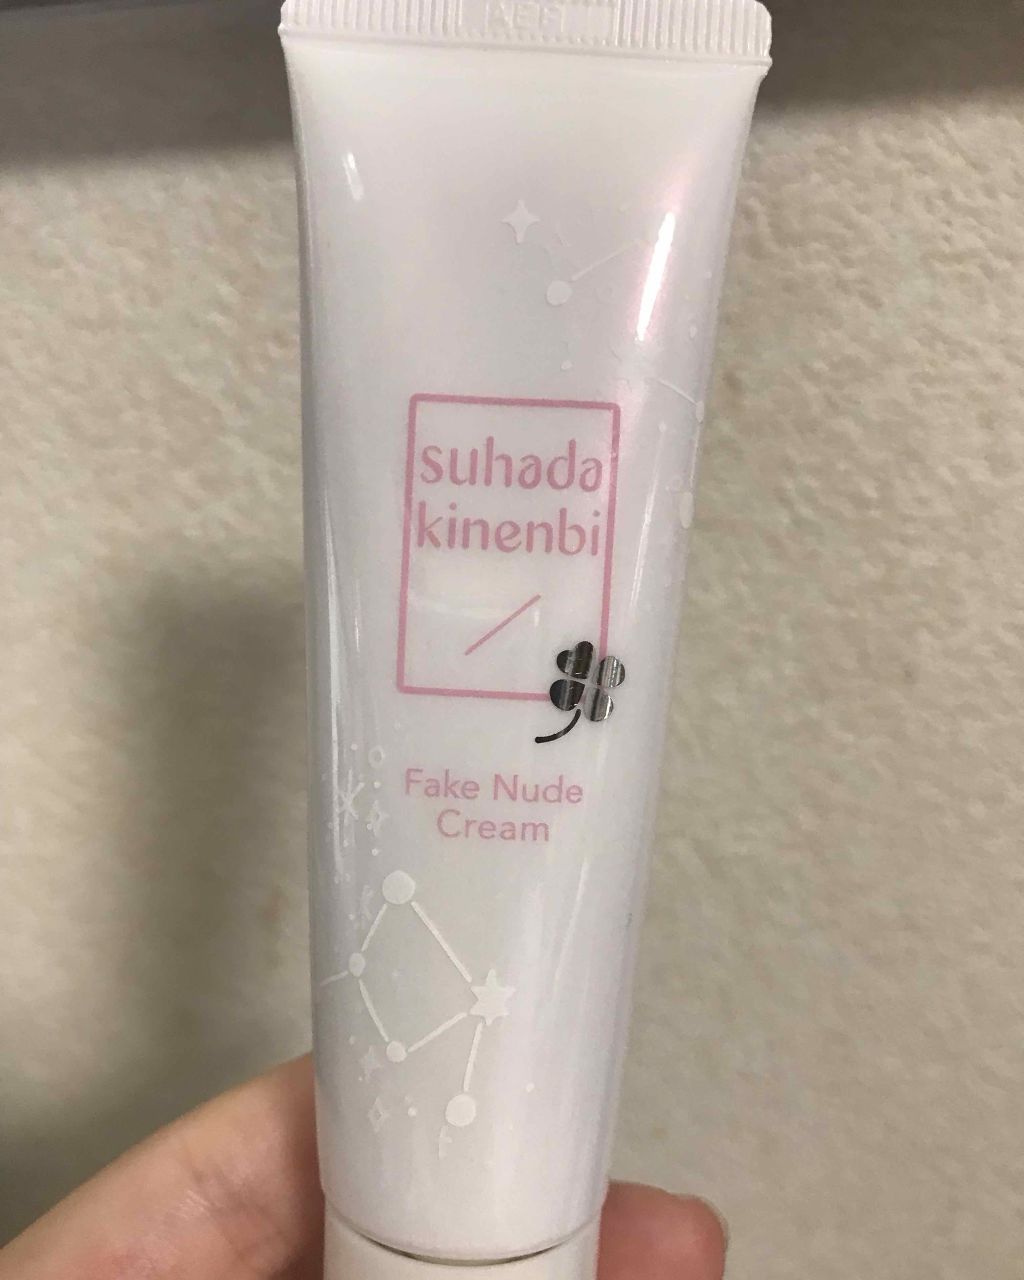 suhada
kinenbi
Fake Nude
Cream